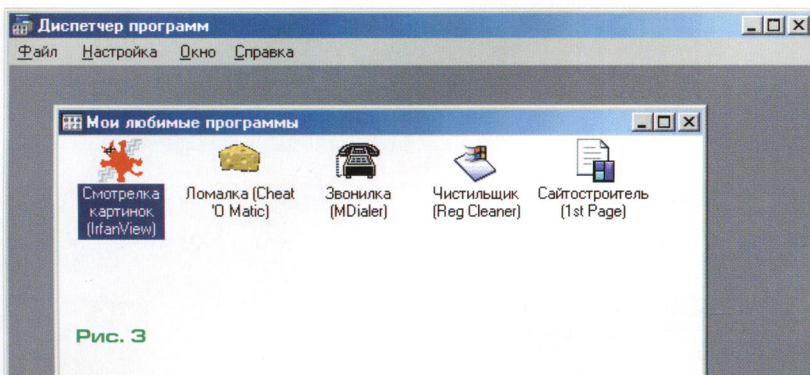 Диспетчер программ
Файл Настройка Окно Справка
Мои любимые программы
Смотрелка картинок (IrfanView)
Ломалка (Cheat 'O Matic)
Звонилка (MDialer)
Чистильщик (Reg Cleaner)
Сайтостроитель (1st Page)
Рис. 3